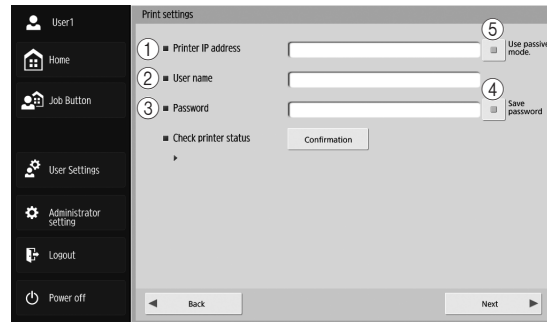 User1
Home
Job Button
User Settings
Administrator
setting
Logout
Power off
Print settings
1 Printer IP address
5 Use passive
mode.
2 User name
3 Password
4 Save
password
Check printer status
Confirmation
Back
Next